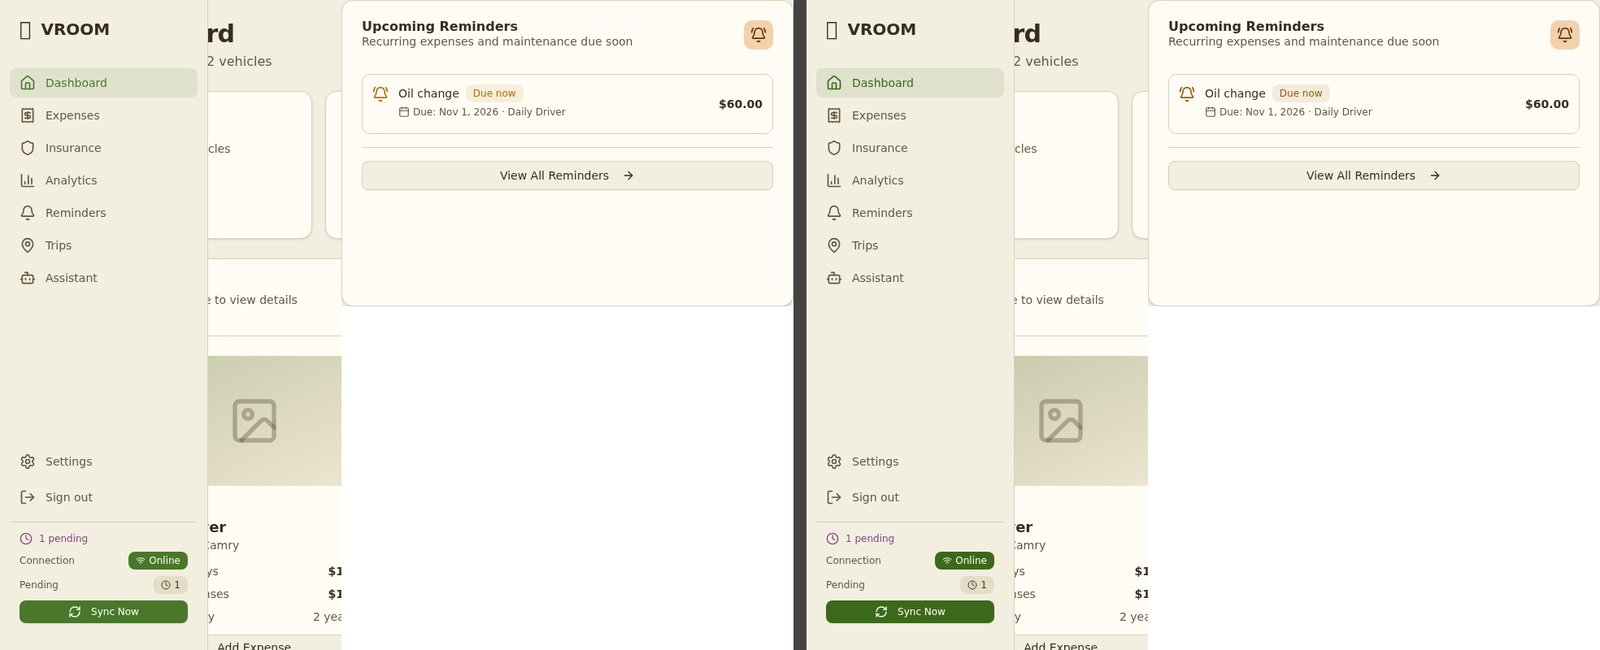 VROOM
Dashboard
Expenses
Insurance
Analytics
Reminders
Trips
Assistant
Settings
Sign out
1 pending
Connection
Online
Pending
1
Sync Now
rd
2 vehicles
cles
e to view details
er
Camry
ys
$1
ses
$1
y
2 yea
Add Expense
Upcoming Reminders
Recurring expenses and maintenance due soon
Oil change
Due now
$60.00
Due: Nov 1, 2026 · Daily Driver
View All Reminders
VROOM
Dashboard
Expenses
Insurance
Analytics
Reminders
Trips
Assistant
Settings
Sign out
1 pending
Connection
Online
Pending
1
Sync Now
rd
2 vehicles
cles
e to view details
er
Camry
ys
$1
ses
$1
y
2 yea
Add Expense
Upcoming Reminders
Recurring expenses and maintenance due soon
Oil change
Due now
$60.00
Due: Nov 1, 2026 · Daily Driver
View All Reminders